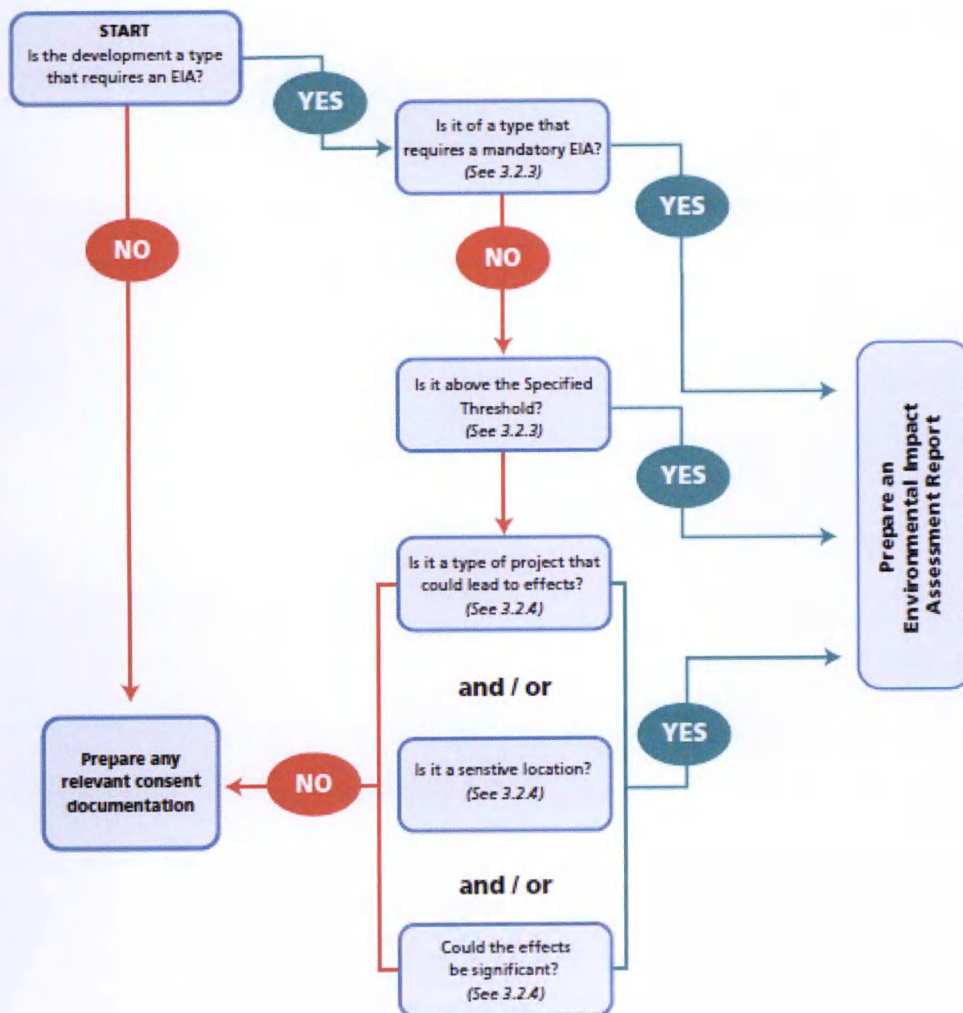 START
Is the development a type
that requires an EIA?
YES
Is it of a type that
requires a mandatory EIA?
(See 3.2.3)
YES
NO
NO
Is it above the Specified
Threshold?
(See 3.2.3)
YES
Prepare an
Environmental Impact
Assessment Report
Is it a type of project that
could lead to effects?
(See 3.2.4)
and / or
YES
Prepare any
relevant consent
documentation
NO
Is it a senstive location?
(See 3.2.4)
and / or
Could the effects
be significant?
(See 3.2.4)